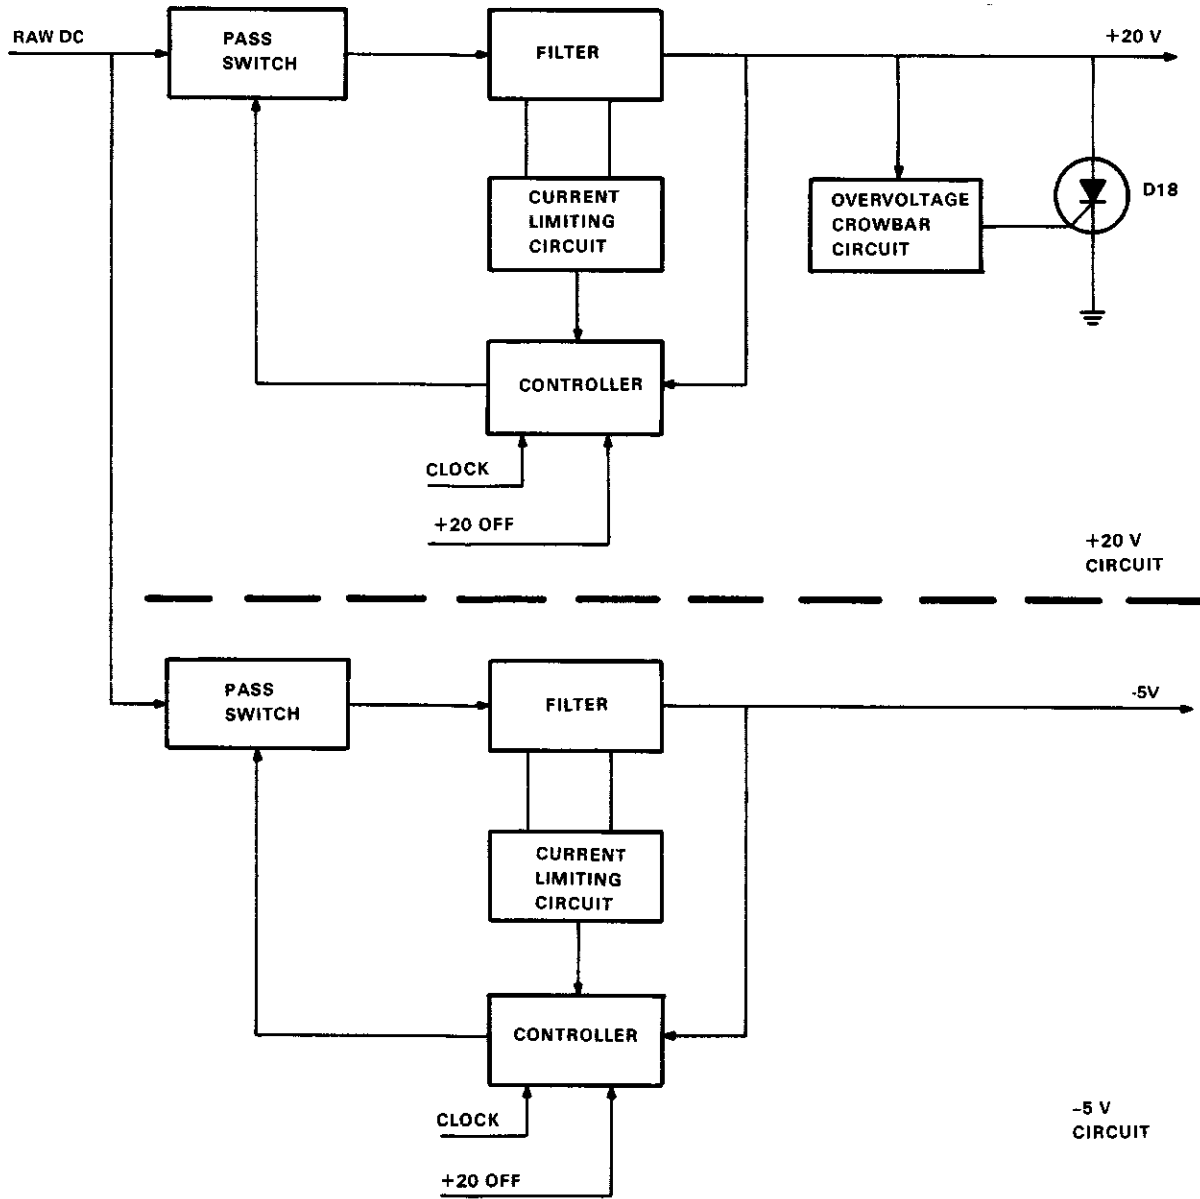 RAW DC
PASS
SWITCH
FILTER
+20 V
CURRENT
LIMITING
CIRCUIT
OVERVOLTAGE
CROWBAR
CIRCUIT
D18
CONTROLLER
CLOCK
+20 OFF
+20 V
CIRCUIT
PASS
SWITCH
FILTER
-5V
CURRENT
LIMITING
CIRCUIT
CONTROLLER
CLOCK
+20 OFF
-5 V
CIRCUIT